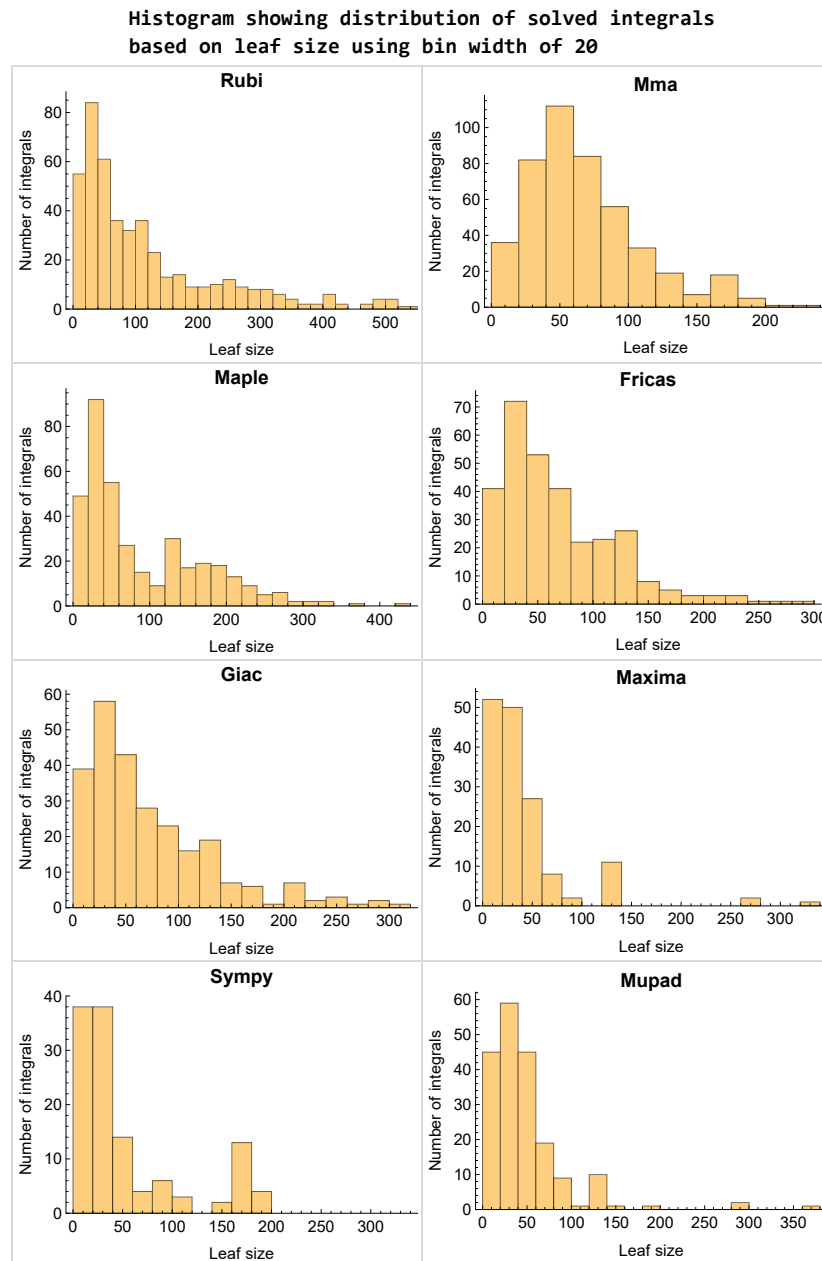 Histogram showing distribution of solved integrals
based on leaf size using bin width of 20
Rubi
Number of integrals
80
60
40
20
0
0 100 200 300 400 500
Leaf size
Mma
Number of integrals
100
80
60
40
20
0
0 50 100 150 200
Leaf size
Maple
Number of integrals
80
60
40
20
0
0 100 200 300 400
Leaf size
Fricas
Number of integrals
70
60
50
40
30
20
10
0
0 50 100 150 200 250 300
Leaf size
Giac
Number of integrals
60
50
40
30
20
10
0
0 50 100 150 200 250 300
Leaf size
Maxima
Number of integrals
50
40
30
20
10
0
0 50 100 150 200 250 300
Leaf size
Sympy
Number of integrals
40
30
20
10
0
0 50 100 150 200 250 300
Leaf size
Mupad
Number of integrals
60
50
40
30
20
10
0
0 50 100 150 200 250 300 350
Leaf size